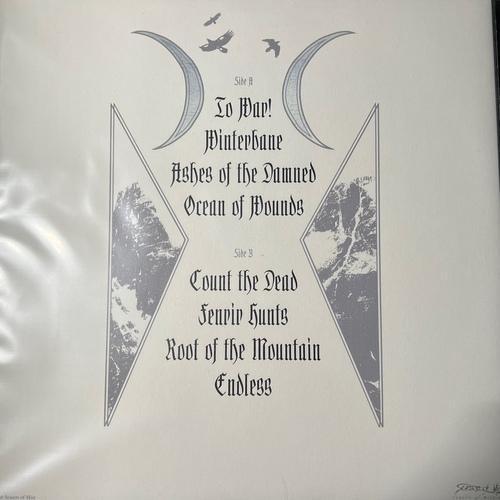 Side A
To War!
Winterbane
Ashes of the Damned
Ocean of Wounds
Side B
Count the Dead
Fenrir Hunts
Root of the Mountain
Endless